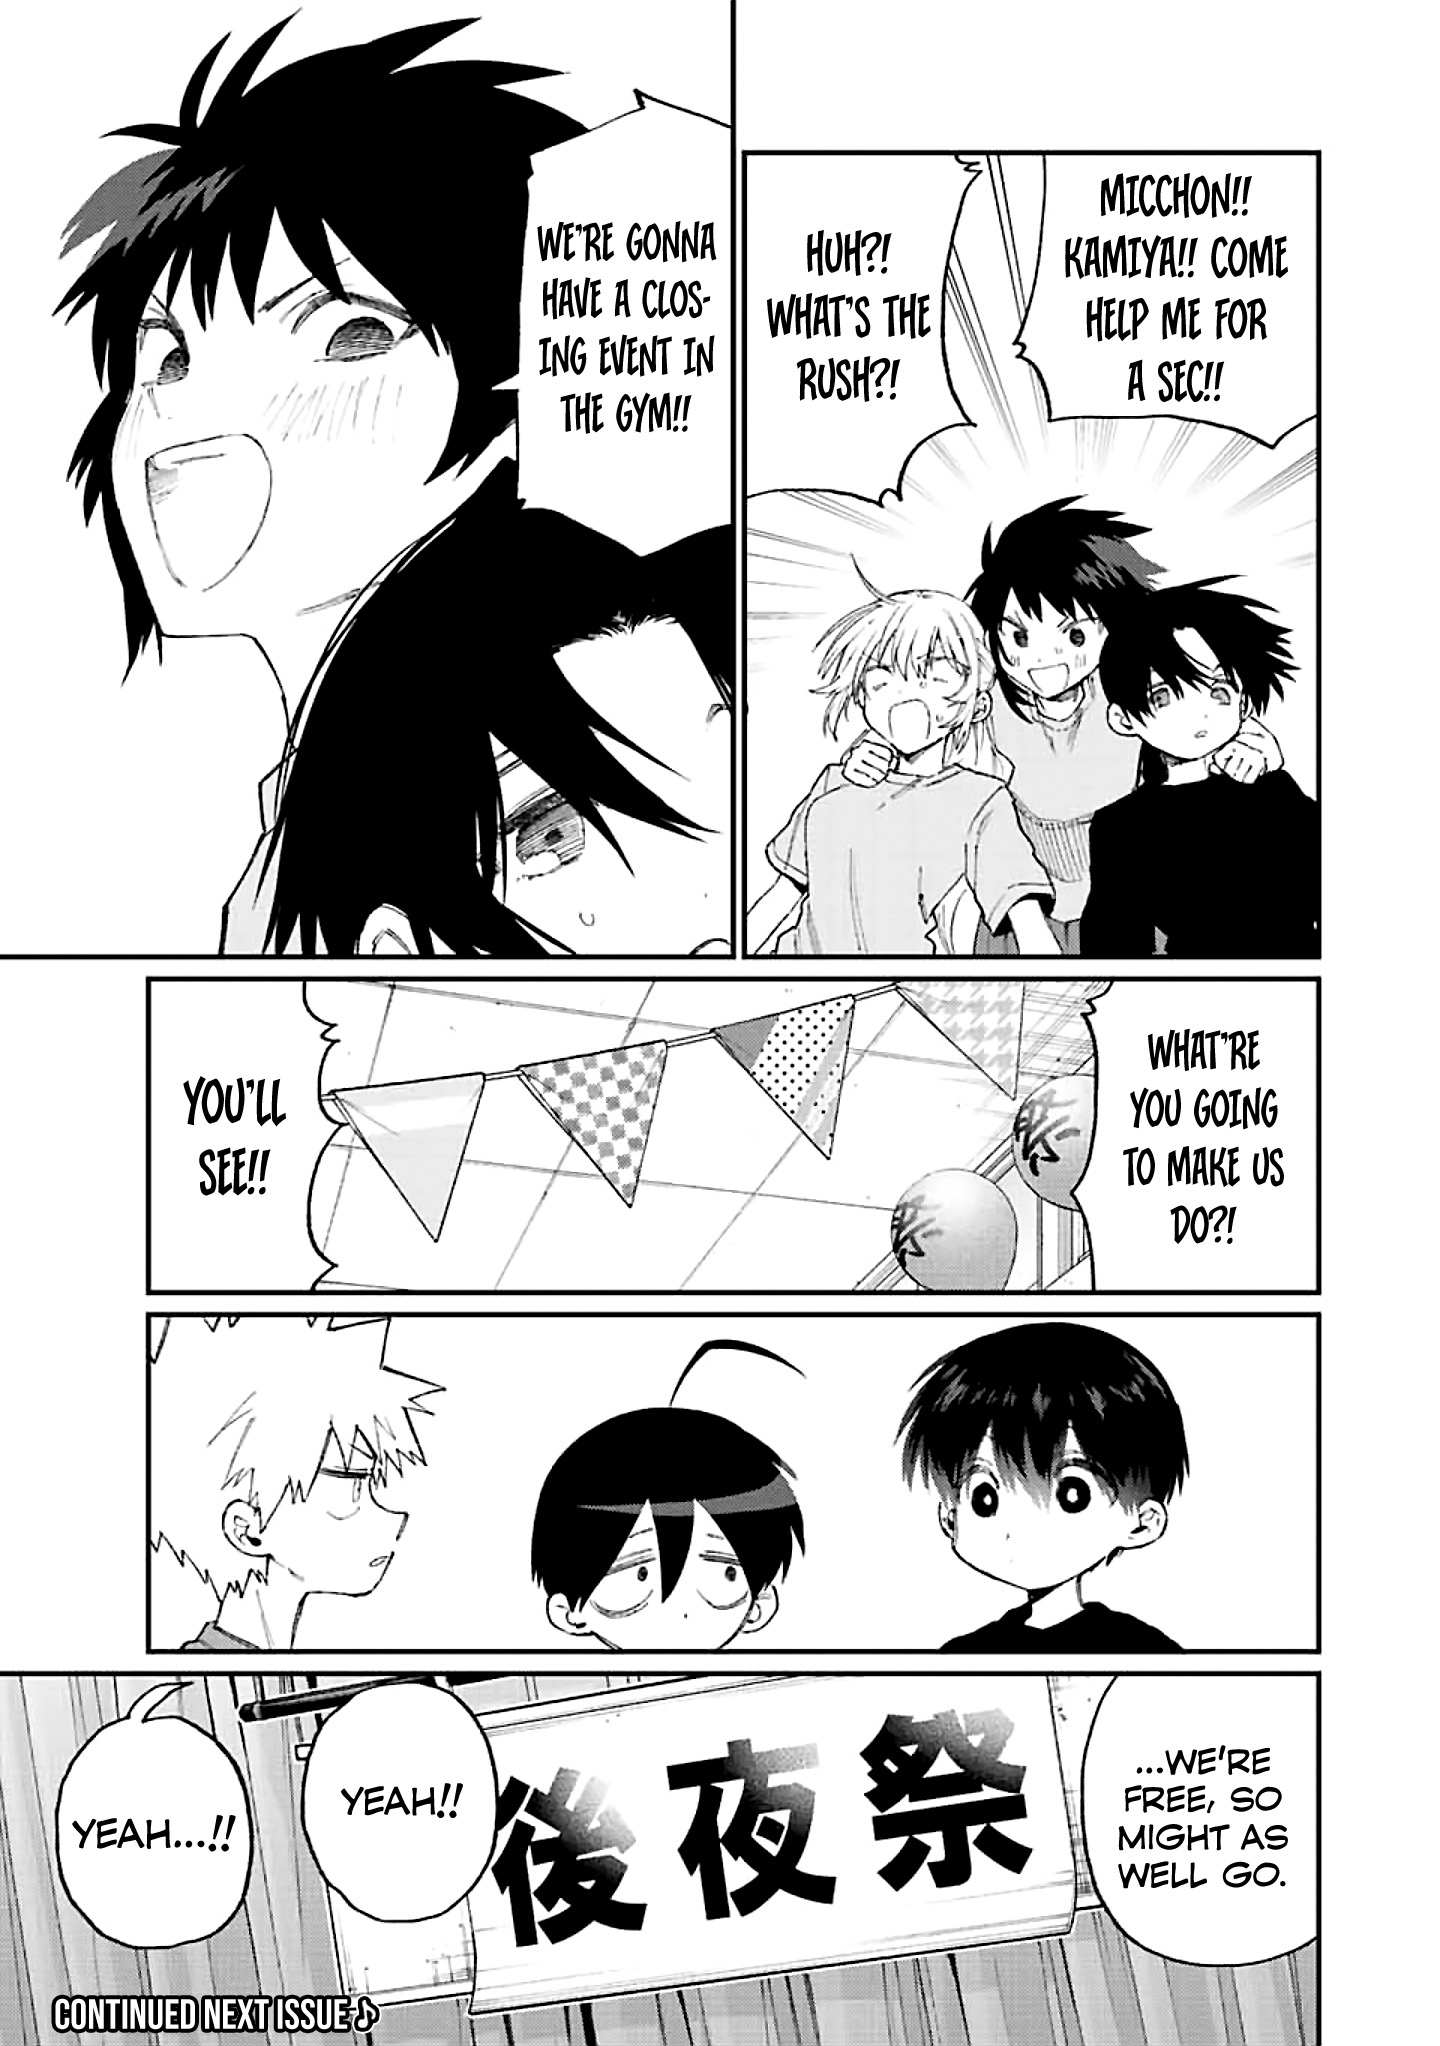 MICCHON!!
KAMIYA!! COME
HELP ME FOR
A SEC!!
HUH?!
WHAT'S THE
RUSH?!
WE'RE GONNA
HAVE A CLOS-
ING EVENT IN
THE GYM!!
WHAT'RE
YOU GOING
TO MAKE US
DO?!
祭
祭
YOU'LL
SEE!!
...WE'RE
FREE, SO
MIGHT AS
WELL GO.
後夜祭
YEAH!!
YEAH...!!
CONTINUED NEXT ISSUE♪